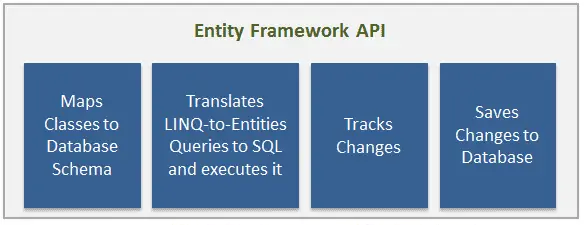 Entity Framework API
Maps
Classes to
Database
Schema
Translates
LINQ-to-Entities
Queries to SQL
and executes it
Tracks
Changes
Saves
Changes to
Database